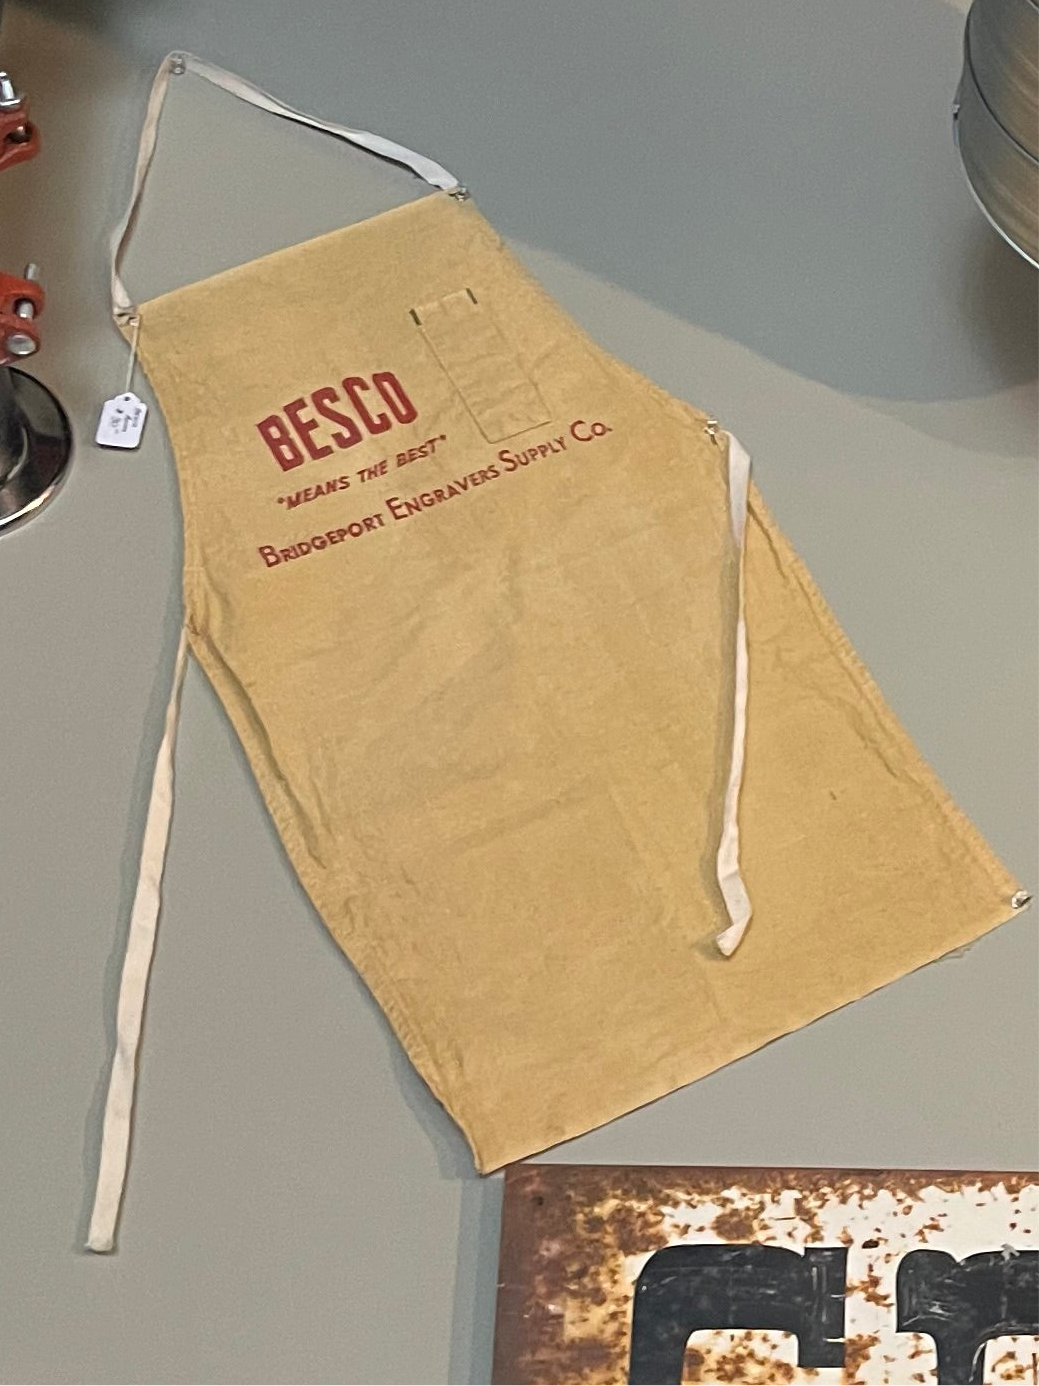 BESCO
"MEANS THE BEST"
BRIDGEPORT ENGRAVERS SUPPLY CO.